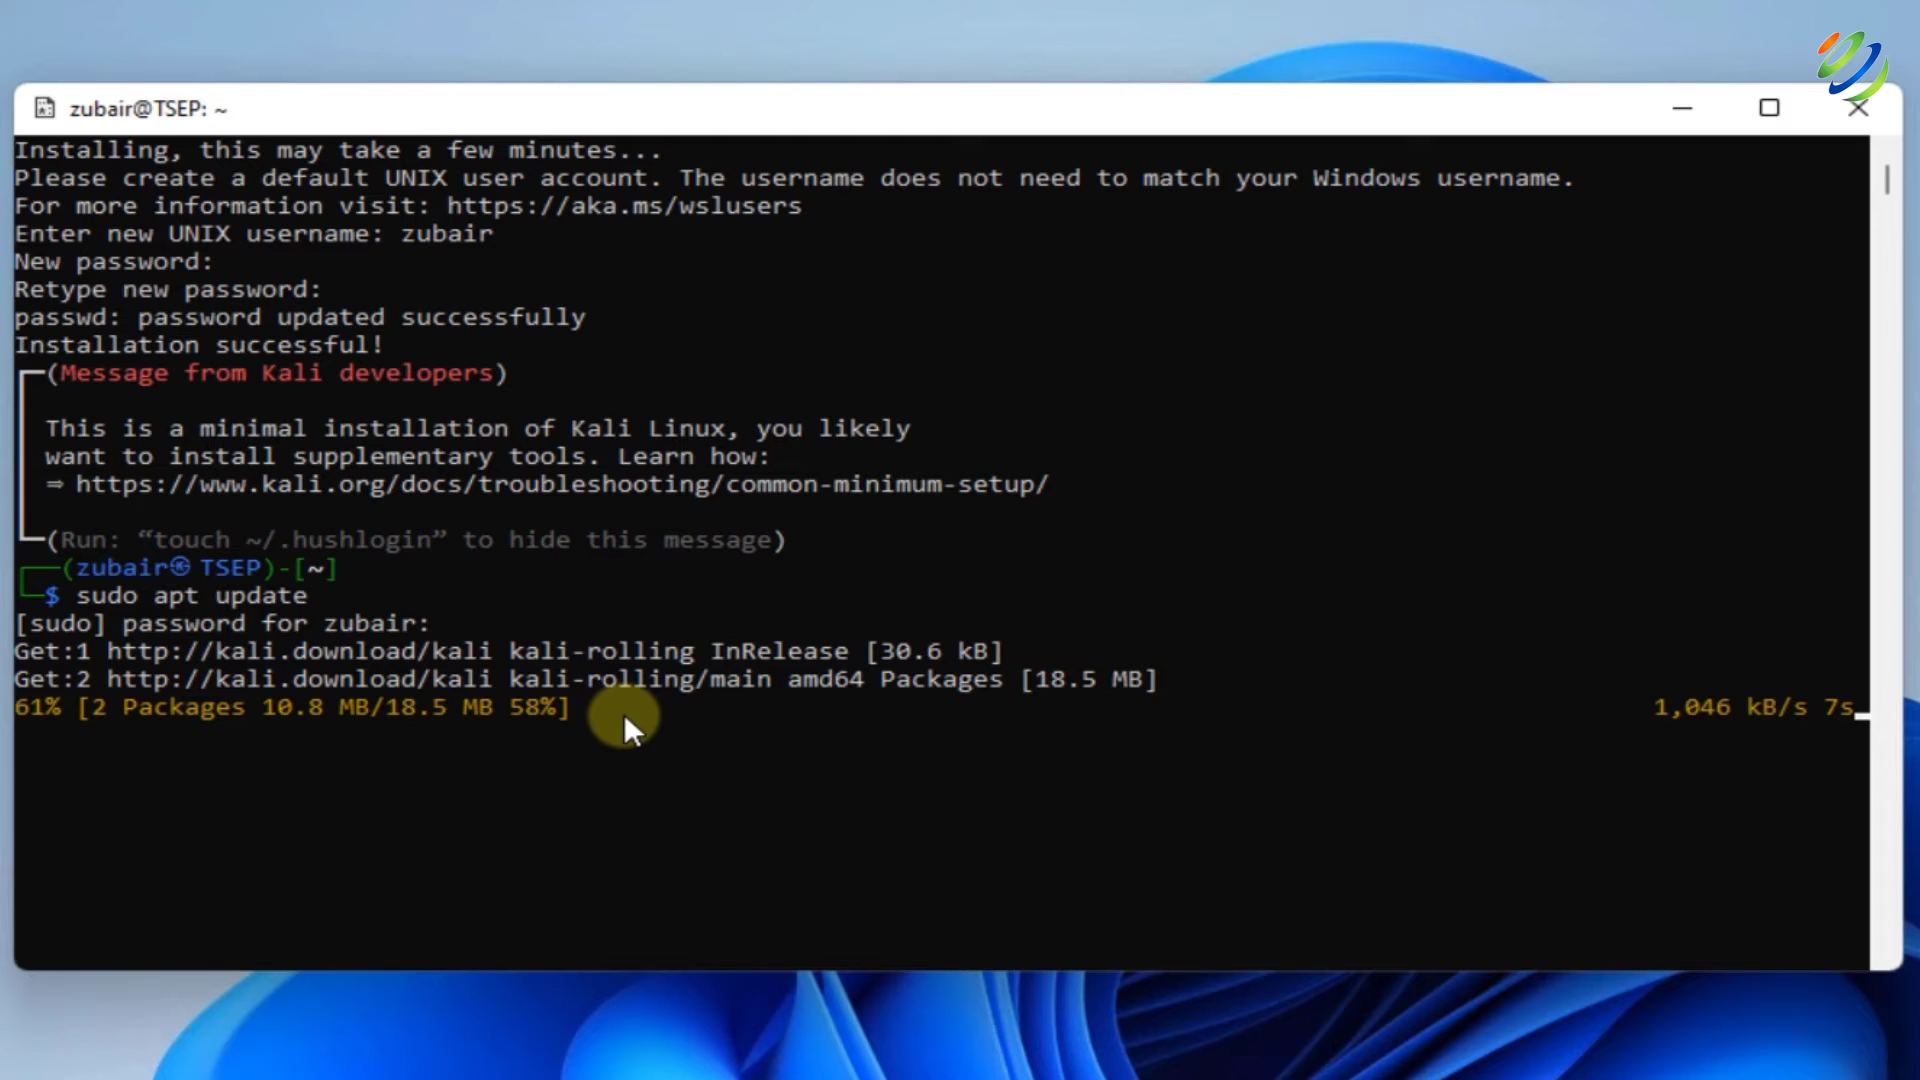 zubair@TSEP: ~
Installing, this may take a few minutes...
Please create a default UNIX user account. The username does not need to match your Windows username.
For more information visit: https://aka.ms/wslusers
Enter new UNIX username: zubair
New password:
Retype new password:
passwd: password updated successfully
Installation successful!
(Message from Kali developers)
This is a minimal installation of Kali Linux, you likely
want to install supplementary tools. Learn how:
⇒ https://www.kali.org/docs/troubleshooting/common-minimum-setup/
(Run: “touch ~/.hushlogin” to hide this message)
(zubair㉿TSEP)-[~]
$ sudo apt update
[sudo] password for zubair:
Get:1 http://kali.download/kali kali-rolling InRelease [30.6 kB]
Get:2 http://kali.download/kali kali-rolling/main amd64 Packages [18.5 MB]
61% [2 Packages 10.8 MB/18.5 MB 58%] 1,046 kB/s 7s